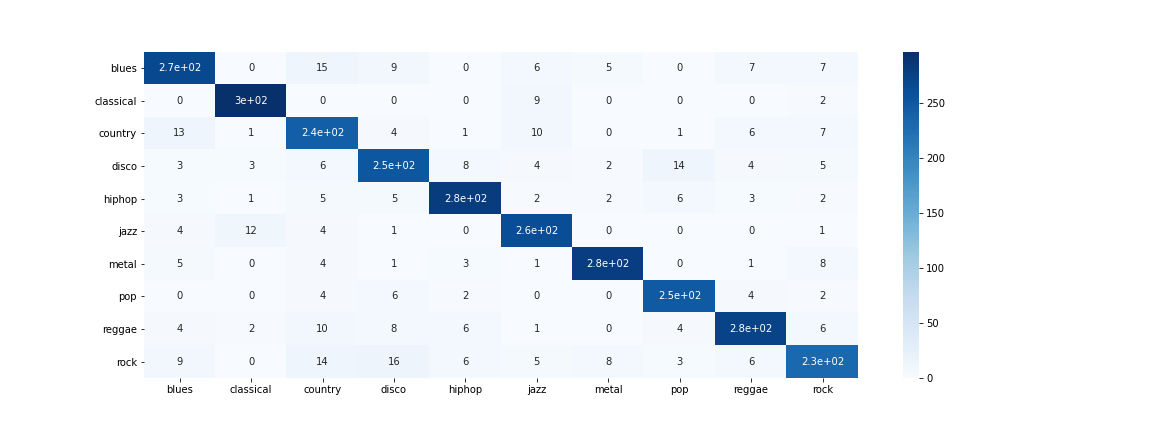 blues 2.7e+02 0 15 9 0 6 5 0 7 7
classical 0 3e+02 0 0 0 9 0 0 0 2
country 13 1 2.4e+02 4 1 10 0 1 6 7
disco 3 3 6 2.5e+02 8 4 2 14 4 5
hiphop 3 1 5 5 2.8e+02 2 2 6 3 2
jazz 4 12 4 1 0 2.6e+02 0 0 0 1
metal 5 0 4 1 3 1 2.8e+02 0 1 8
pop 0 0 4 6 2 0 0 2.5e+02 4 2
reggae 4 2 10 8 6 1 0 4 2.8e+02 6
rock 9 0 14 16 6 5 8 3 6 2.3e+02
blues classical country disco hiphop jazz metal pop reggae rock
250
200
150
100
50
0